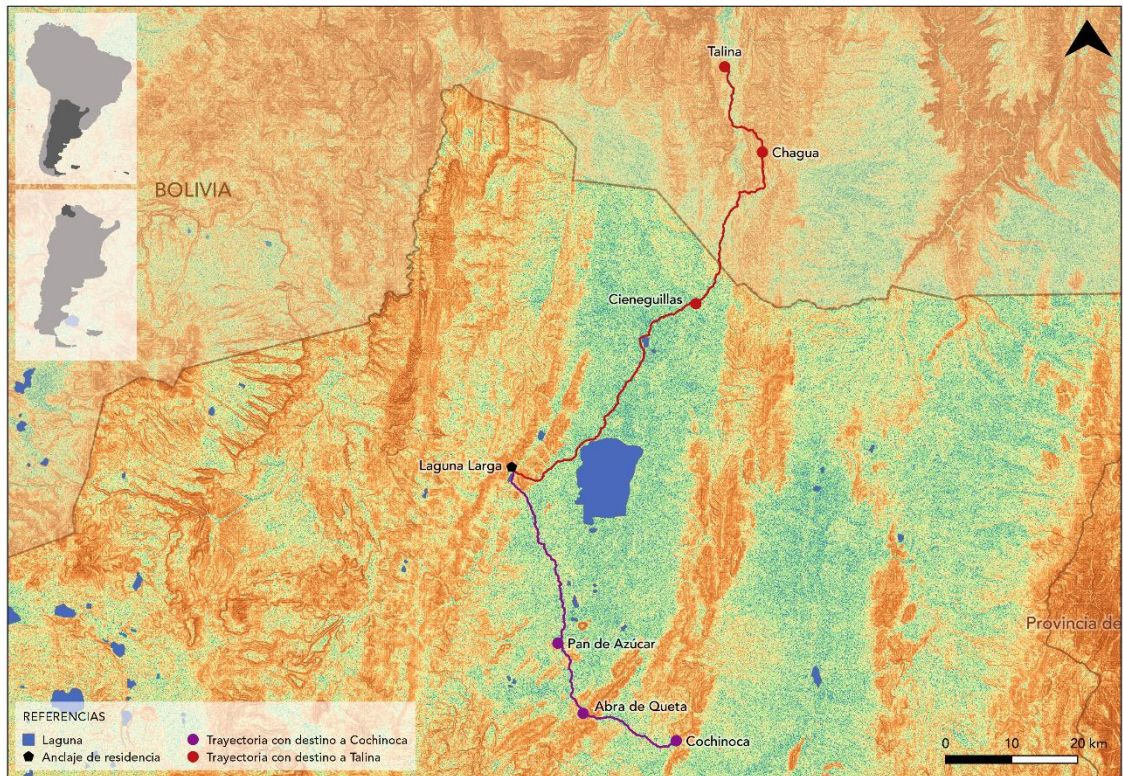 Talina
Chagua
BOLIVIA
Cieneguillas
Laguna Larga
Provincia de
Pan de Azúcar
Abra de Queta
Cochinoca
REFERENCIAS
Laguna
Anclaje de residencia
Trayectoria con destino a Cochinoca
Trayectoria con destino a Talina
0 10 20 km